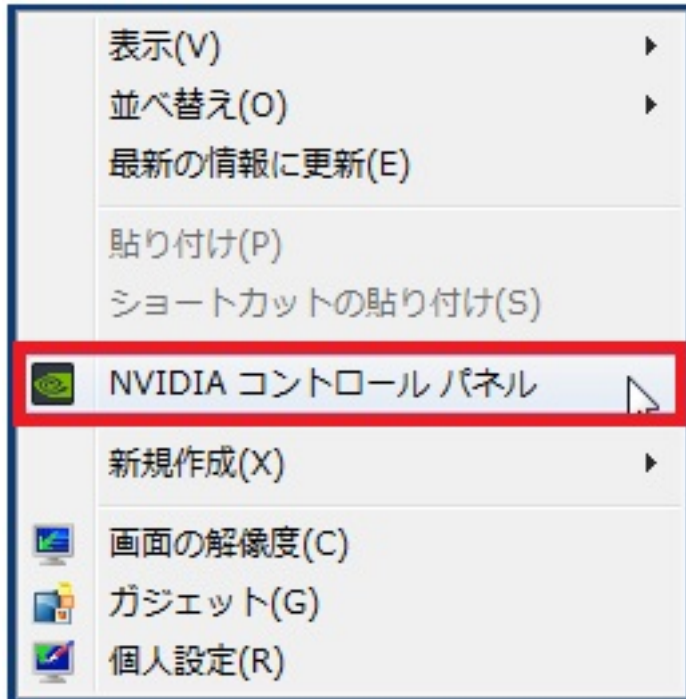 表示(V)
並べ替え(O)
最新の情報に更新(E)
貼り付け(P)
ショートカットの貼り付け(S)
NVIDIA コントロール パネル
新規作成(X)
画面の解像度(C)
ガジェット(G)
個人設定(R)